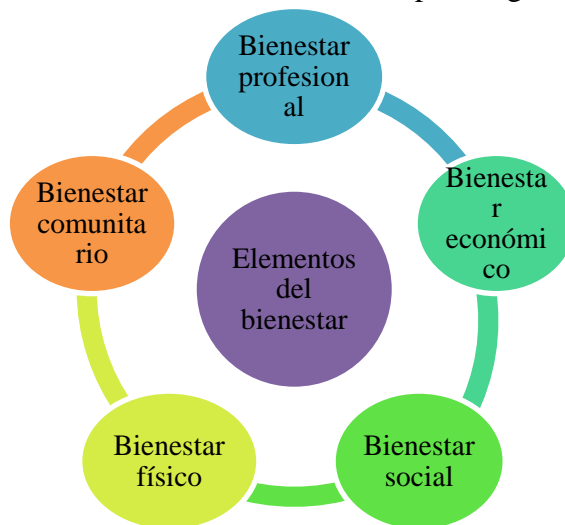 Bienestar
profesion
al
Bienesta
r
económi
co
Bienestar
social
Bienestar
físico
Bienestar
comunita
rio
Elementos
del
bienestar